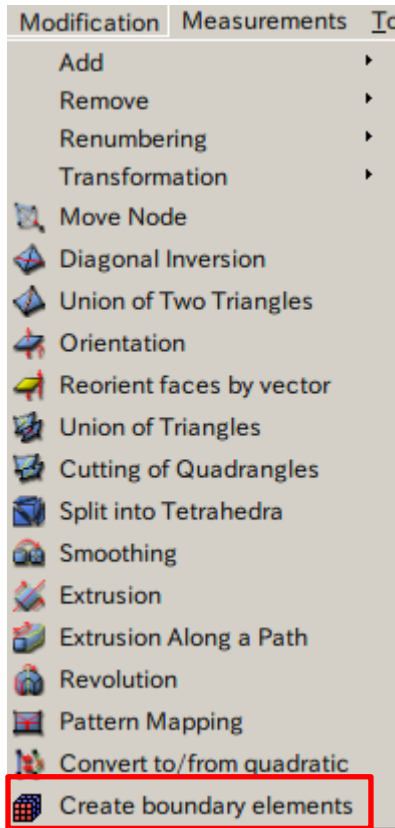 Modification Measurements To
Add
Remove
Renumbering
Transformation
Move Node
Diagonal Inversion
Union of Two Triangles
Orientation
Reorient faces by vector
Union of Triangles
Cutting of Quadrangles
Split into Tetrahedra
Smoothing
Extrusion
Extrusion Along a Path
Revolution
Pattern Mapping
Convert to/from quadratic
Create boundary elements